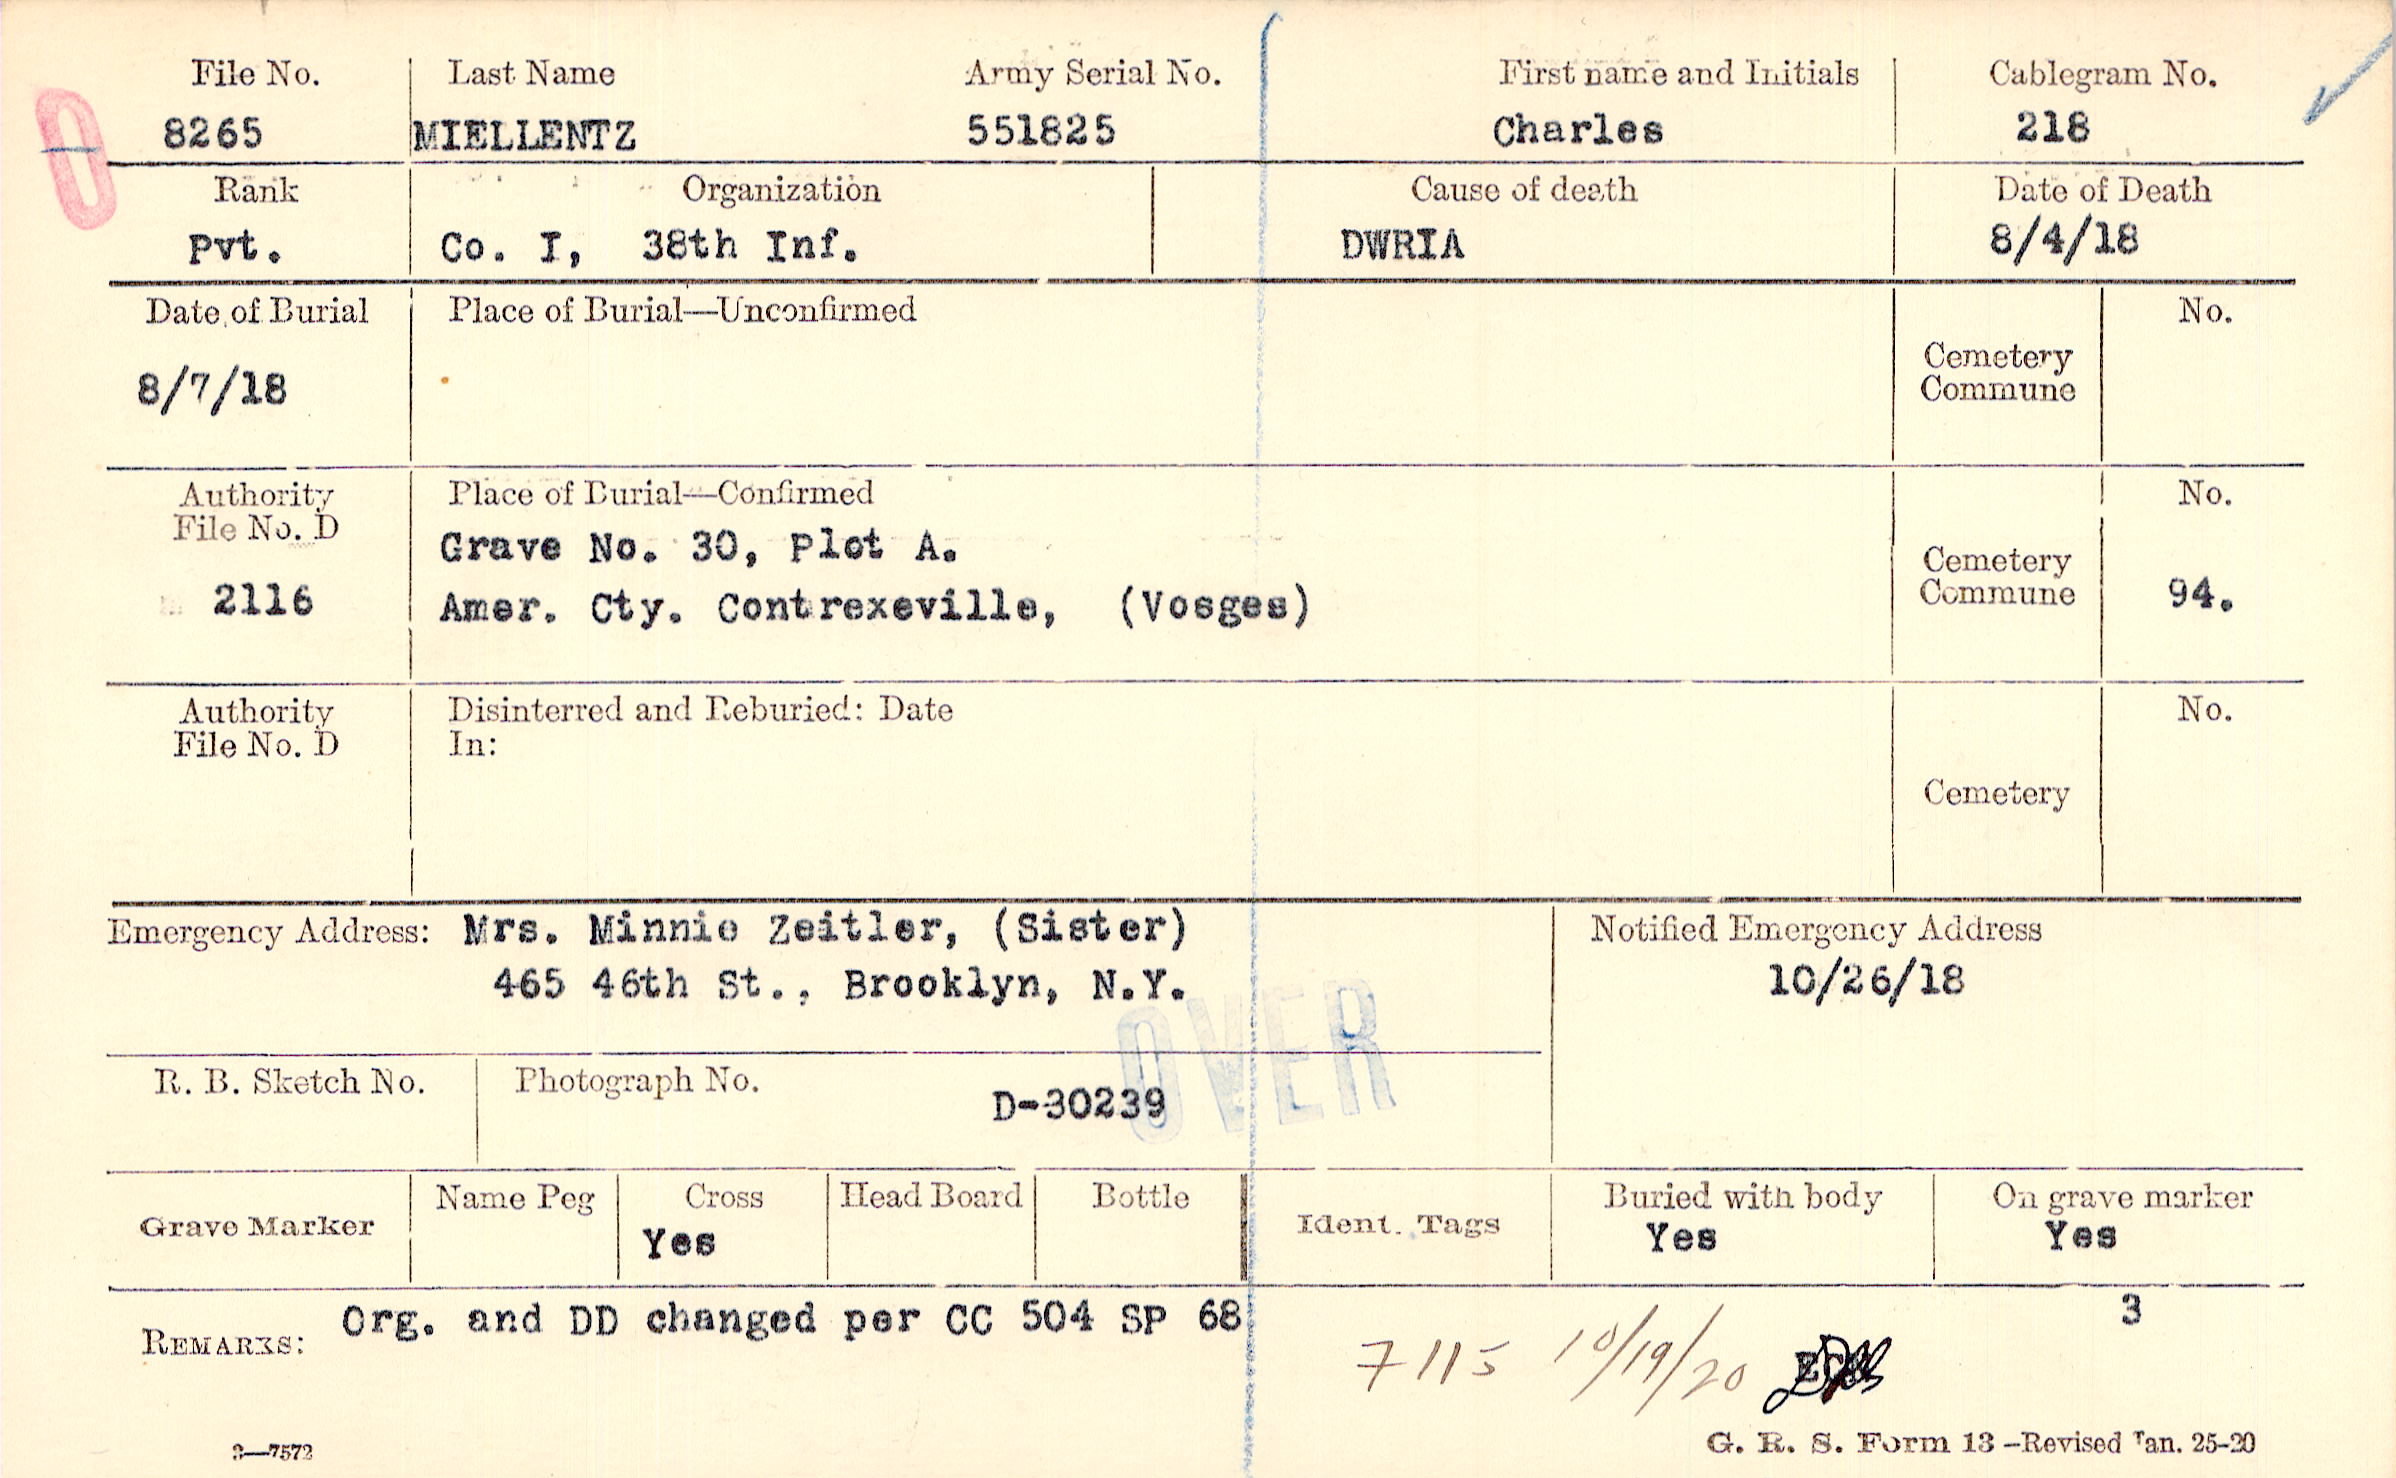 File No. Last Name Army Serial No. First name and Initials Cablegram No.
8265 MIELLENTZ 551825 Charles 218
Rank Organization Cause of death Date of Death
Pvt. Co. I, 38th Inf. DWRIA 8/4/18
Date of Burial Place of Burial—Unconfirmed No.
8/7/18 Cemetery
Commune
Authority Place of Burial—Confirmed No.
File No. D
Grave No. 30, Plot A.
Cemetery
2116 Amer. Cty. Contrexeville, (Vosges) Commune 94.
Authority Disinterred and Reburied: Date No.
File No. D In:
Cemetery
Emergency Address: Mrs. Minnie Zeitler, (Sister) Notified Emergency Address
465 46th St., Brooklyn, N.Y. 10/26/18
OVER
R. B. Sketch No. Photograph No. D-30239
Grave Marker Name Peg Cross Head Board Bottle Ident. Tags Buried with body On grave marker
Yes Yes Yes
REMARKS: Org. and DD changed per CC 504 SP 68 3
7115 10/19/20
3—7572 G. R. S. Form 13—Revised Jan. 25-20